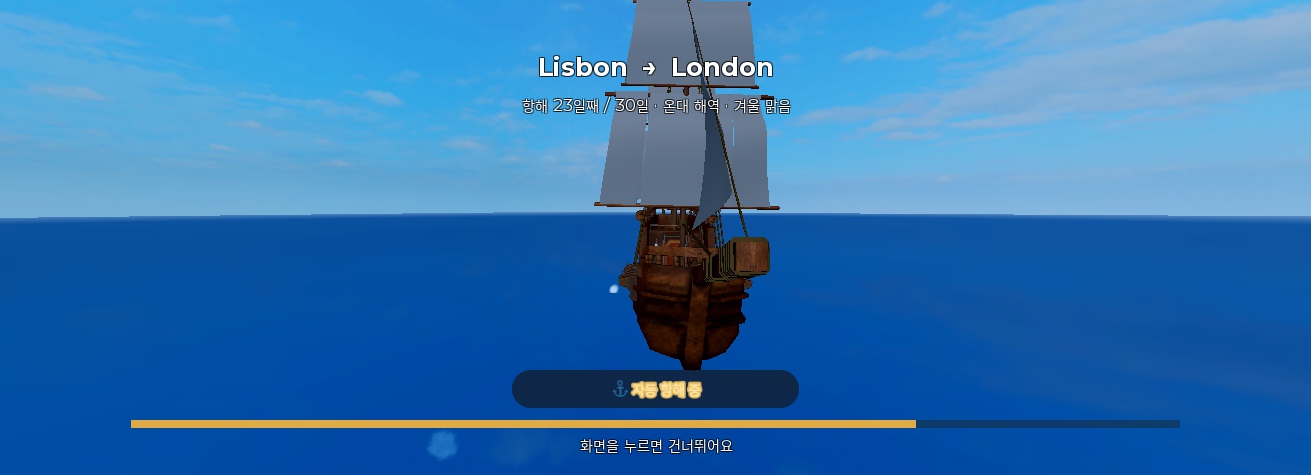 Lisbon → London
항해 23일째 / 30일 · 온대 해역 · 겨울 맑음
⚓ 자동 항해 중
화면을 누르면 건너뛰어요